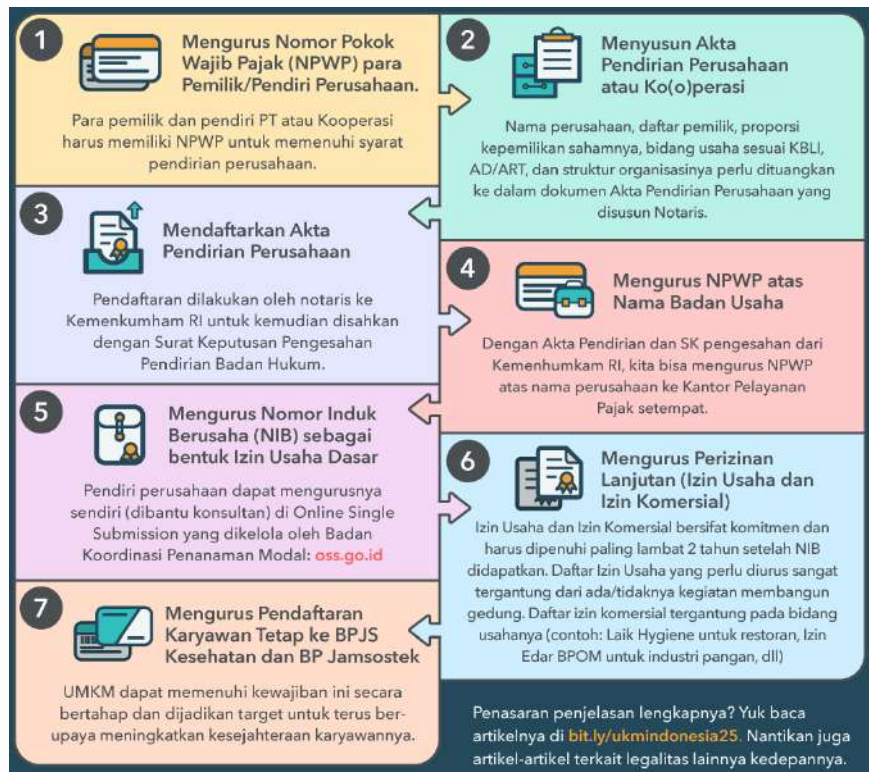 1
Mengurus Nomor Pokok
Wajib Pajak (NPWP) para
Pemilik/Pendiri Perusahaan.
Para pemilik dan pendiri PT atau Kooperasi
harus memiliki NPWP untuk memenuhi syarat
pendirian perusahaan.
2
Menyusun Akta
Pendirian Perusahaan
atau Ko(o)perasi
Nama perusahaan, daftar pemilik, proporsi
kepemilikan sahamnya, bidang usaha sesuai KBLI,
AD/ART, dan struktur organisasinya perlu dituangkan
ke dalam dokumen Akta Pendirian Perusahaan yang
disusun Notaris.
3
Mendaftarkan Akta
Pendirian Perusahaan
Pendaftaran dilakukan oleh notaris ke
Kemenkumham RI untuk kemudian disahkan
dengan Surat Keputusan Pengesahan
Pendirian Badan Hukum.
4
Mengurus NPWP atas
Nama Badan Usaha
Dengan Akta Pendirian dan SK pengesahan dari
Kemenhumkam RI, kita bisa mengurus NPWP
atas nama perusahaan ke Kantor Pelayanan
Pajak setempat.
5
Mengurus Nomor Induk
Berusaha (NIB) sebagai
bentuk Izin Usaha Dasar
Pendiri perusahaan dapat mengurusnya
sendiri (dibantu konsultan) di Online Single
Submission yang dikelola oleh Badan
Koordinasi Penanaman Modal: oss.go.id
6
Mengurus Perizinan
Lanjutan (Izin Usaha dan
Izin Komersial)
Izin Usaha dan Izin Komersial bersifat komitmen dan
harus dipenuhi paling lambat 2 tahun setelah NIB
didapatkan. Daftar Izin Usaha yang perlu diurus sangat
tergantung dari ada/tidaknya kegiatan membangun
gedung. Daftar izin komersial tergantung pada bidang
usahanya (contoh: Laik Hygiene untuk restoran, Izin
Edar BPOM untuk industri pangan, dll)
7
Mengurus Pendaftaran
Karyawan Tetap ke BPJS
Kesehatan dan BP Jamsostek
UMKM dapat memenuhi kewajiban ini secara
bertahap dan dijadikan target untuk terus ber-
upaya meningkatkan kesejahteraan karyawannya.
Penasaran penjelasan lengkapnya? Yuk baca
artikelnya di bit.ly/ukmindonesia25. Nantikan juga
artikel-artikel terkait legalitas lainnya kedepannya.